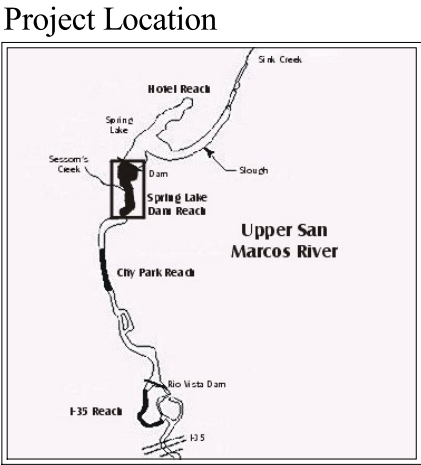 Project Location
Sink Creek
Hotel Reach
Spring
Lake
Sessom's
Creek
Dam
Slough
Spring Lake
Dam Reach
Upper San
Marcos River
City Park Reach
Rio Vista Dam
I-35 Reach
I-35